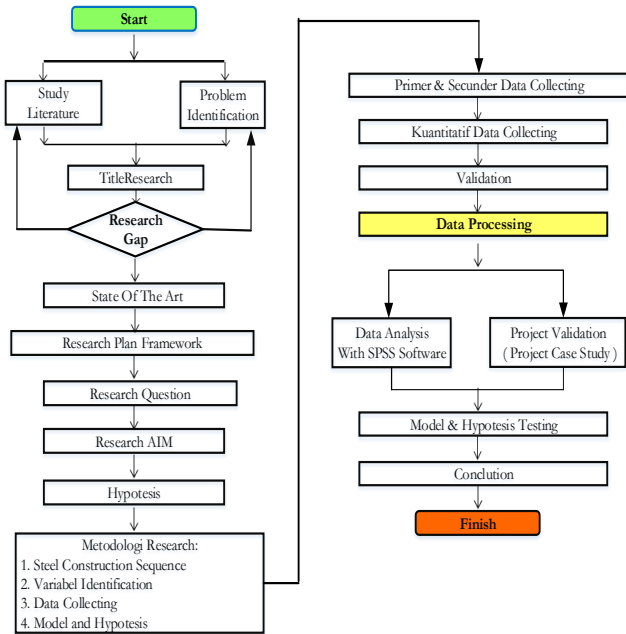 Start
Study
Literature
Problem
Identification
TitleResearch
Research
Gap
State Of The Art
Research Plan Framework
Research Question
Research AIM
Hypotesis
Metodologi Research:
1. Steel Construction Sequence
2. Variabel Identification
3. Data Collecting
4. Model and Hypotesis
Primer & Secunder Data Collecting
Kuantitatif Data Collecting
Validation
Data Processing
Data Analysis
With SPSS Software
Project Validation
( Project Case Study )
Model & Hypotesis Testing
Conclution
Finish